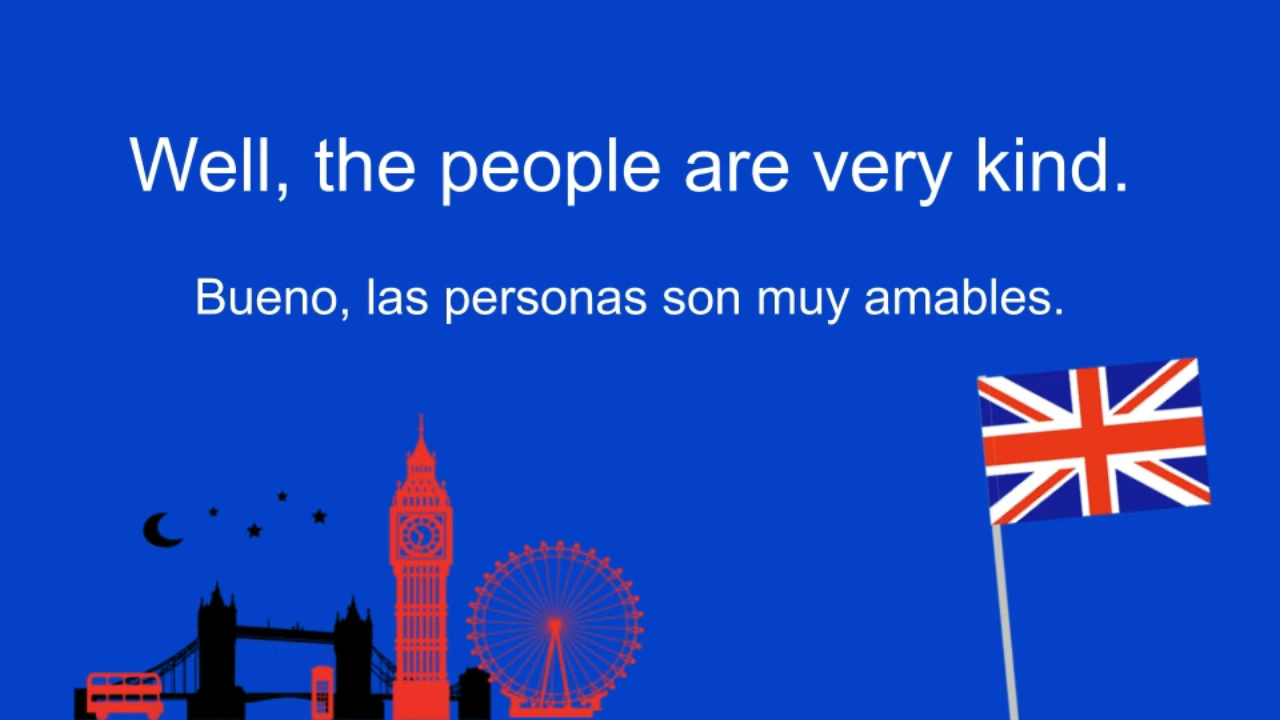 Well, the people are very kind.
Bueno, las personas son muy amables.